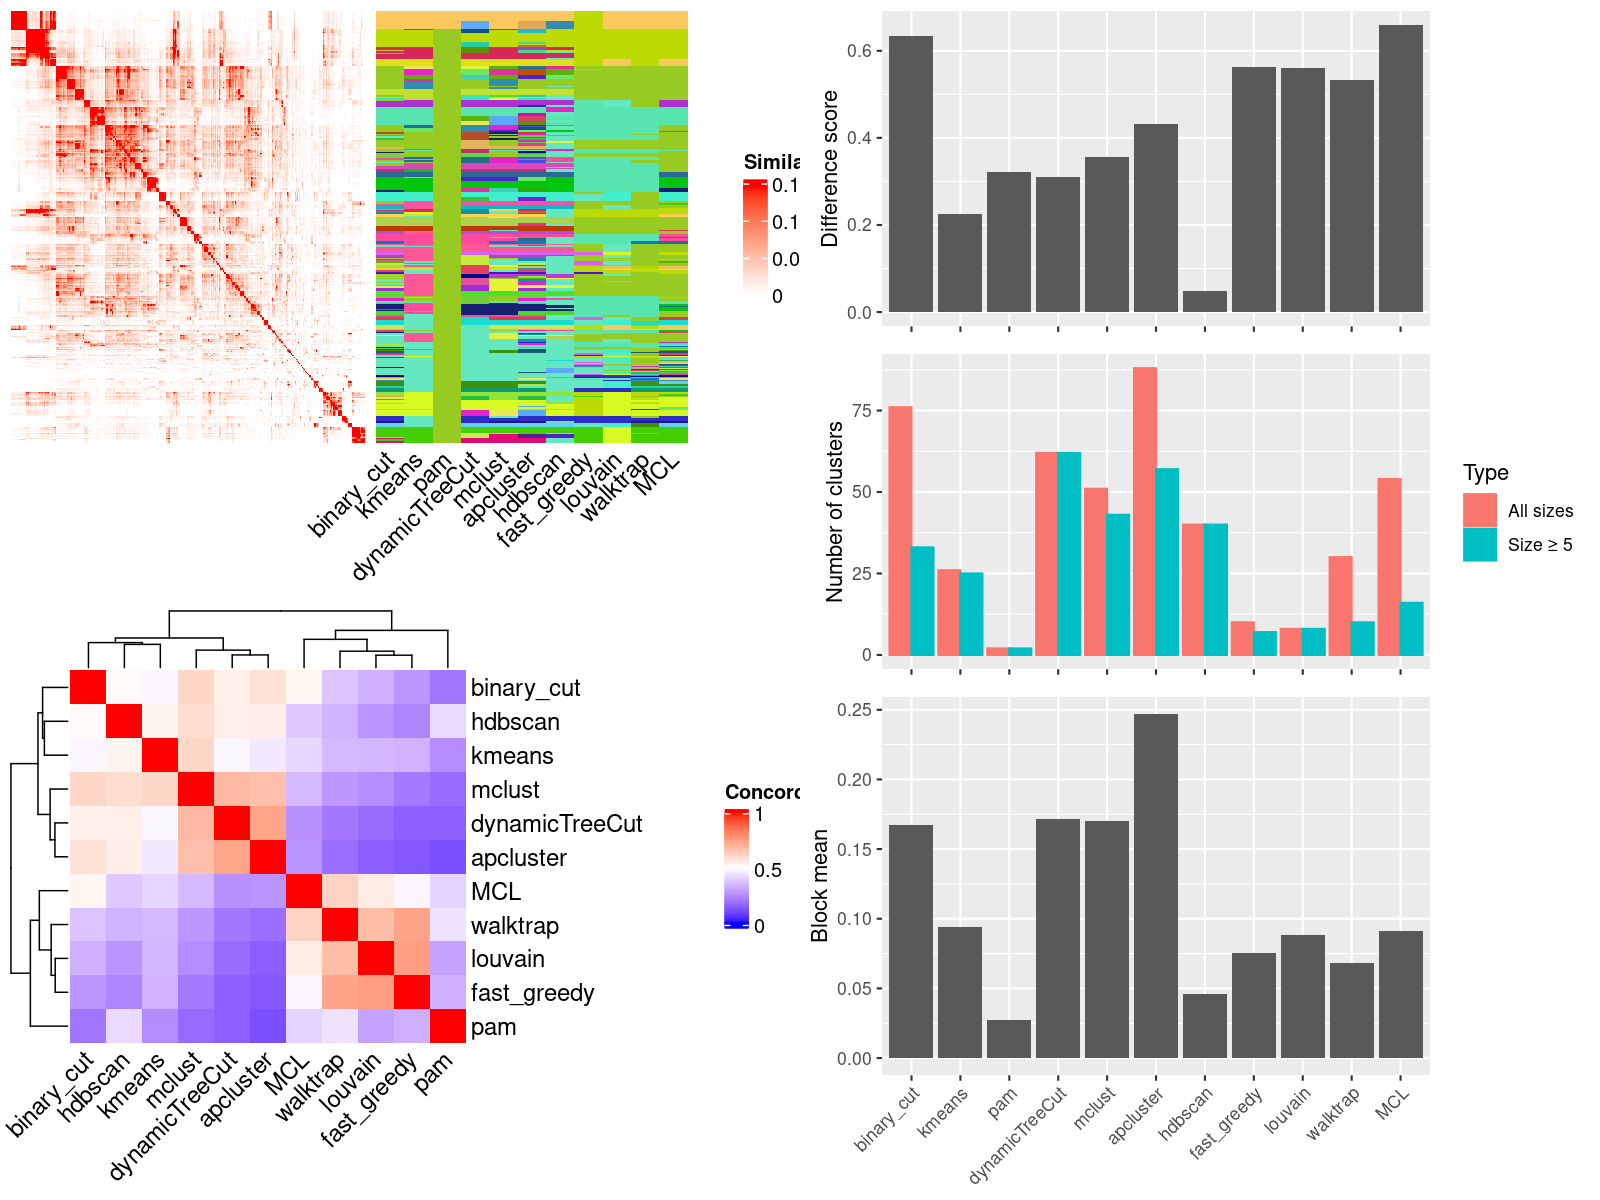 Simila
0.1
0.1
0.0
0
binary_cut
kmeans
pam
dynamicTreeCut
mclust
apcluster
hdbscan
fast_greedy
louvain
walktrap
MCL
binary_cut
hdbscan
kmeans
mclust
dynamicTreeCut
apcluster
MCL
walktrap
louvain
fast_greedy
pam
binary_cut
hdbscan
kmeans
mclust
dynamicTreeCut
apcluster
MCL
walktrap
louvain
fast_greedy
pam
Concord
1
0.5
0
Difference score
0.6
0.4
0.2
0.0
Number of clusters
75
50
25
0
Type
All sizes
Size ≥ 5
Block mean
0.25
0.20
0.15
0.10
0.05
0.00
binary_cut
kmeans
pam
dynamicTreeCut
mclust
apcluster
hdbscan
fast_greedy
louvain
walktrap
MCL